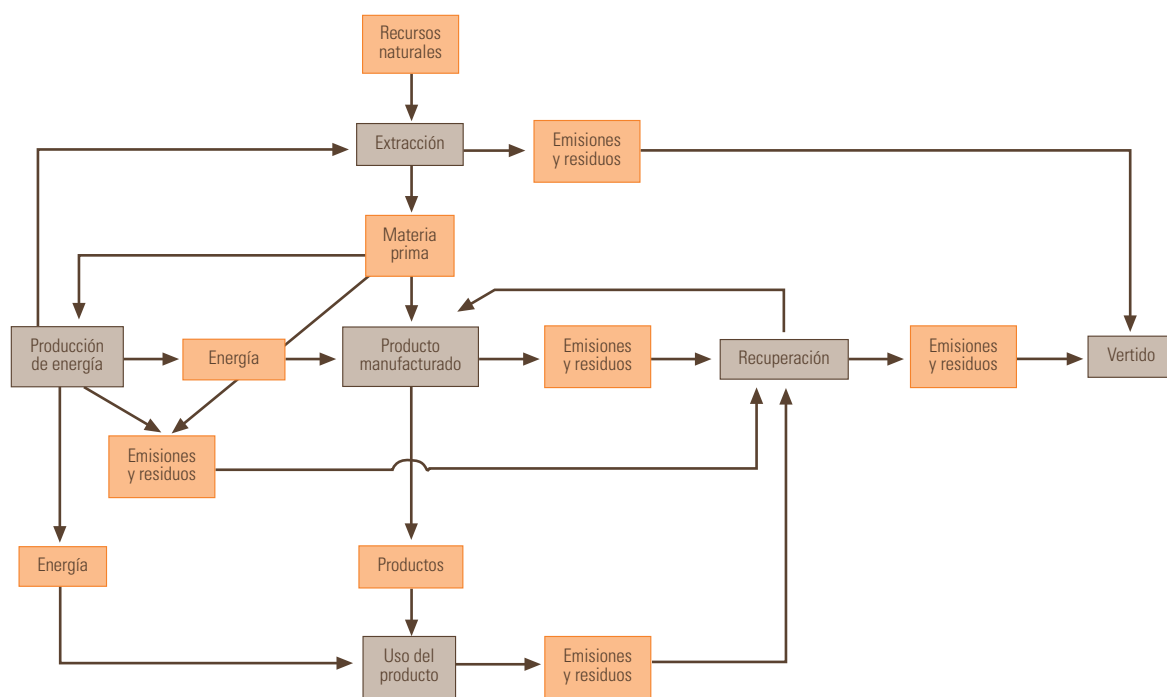 Recursos
naturales
Extracción
Emisiones
y residuos
Materia
prima
Producción
de energía
Energía
Producto
manufacturado
Emisiones
y residuos
Recuperación
Emisiones
y residuos
Vertido
Emisiones
y residuos
Energía
Productos
Uso del
producto
Emisiones
y residuos